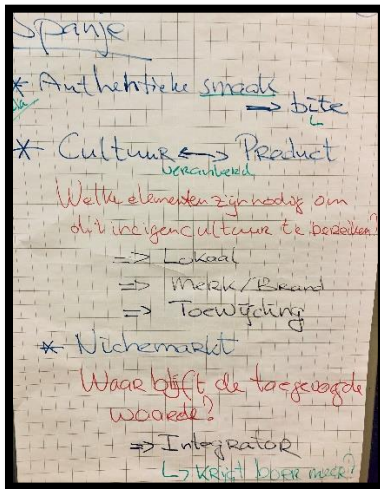 Spanje
* Authentieke smaak
⇒ bite
* Cultuur ↔ Product
verankerd
Welke elementen zijn nodig om
dit in eigen cultuur te bereiken?
⇒ Lokaal
⇒ Merk/Brand
⇒ Toewijding
* Nichemarkt
Waar blijft de toegevoegde
waarde?
⇒ Integrator
↳ krijgt boer meer?